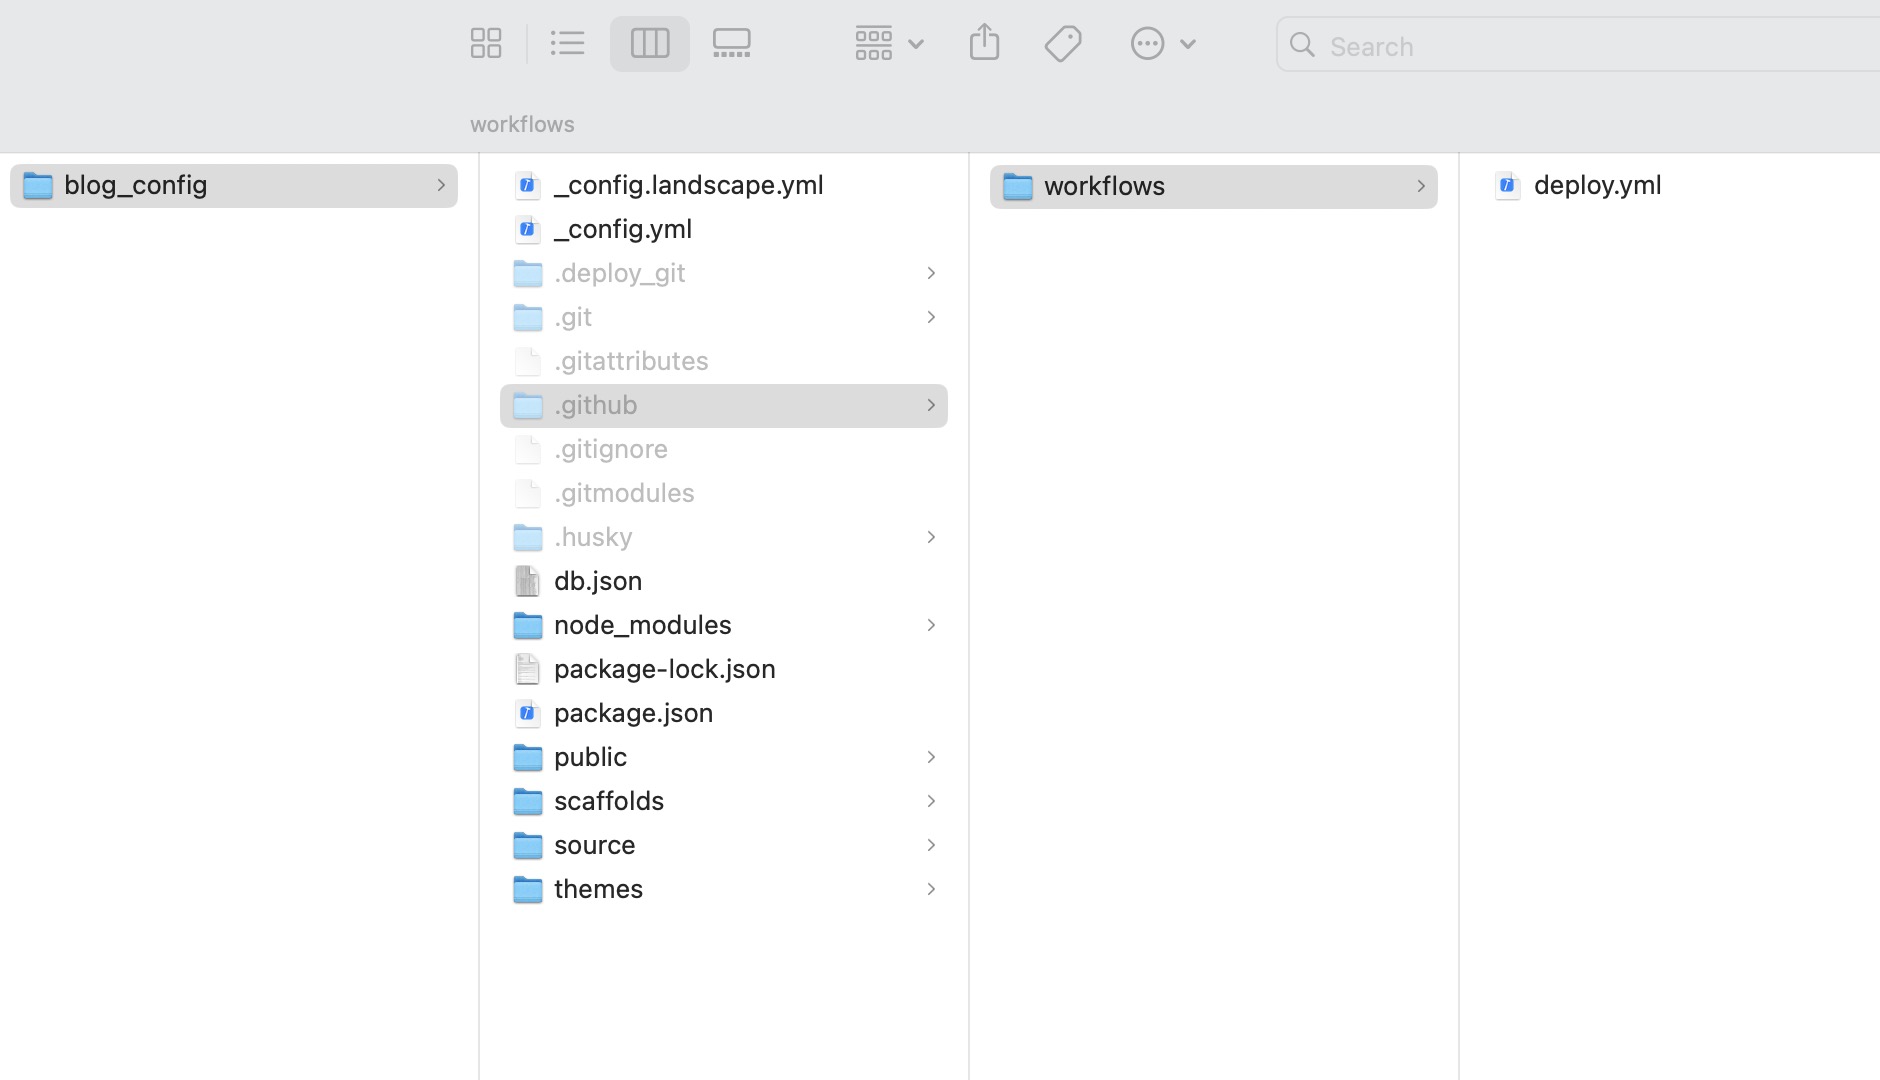 Search
workflows
blog_config
_config.landscape.yml
_config.yml
.deploy_git
.git
.gitattributes
.github
.gitignore
.gitmodules
.husky
db.json
node_modules
package-lock.json
package.json
public
scaffolds
source
themes
workflows
deploy.yml